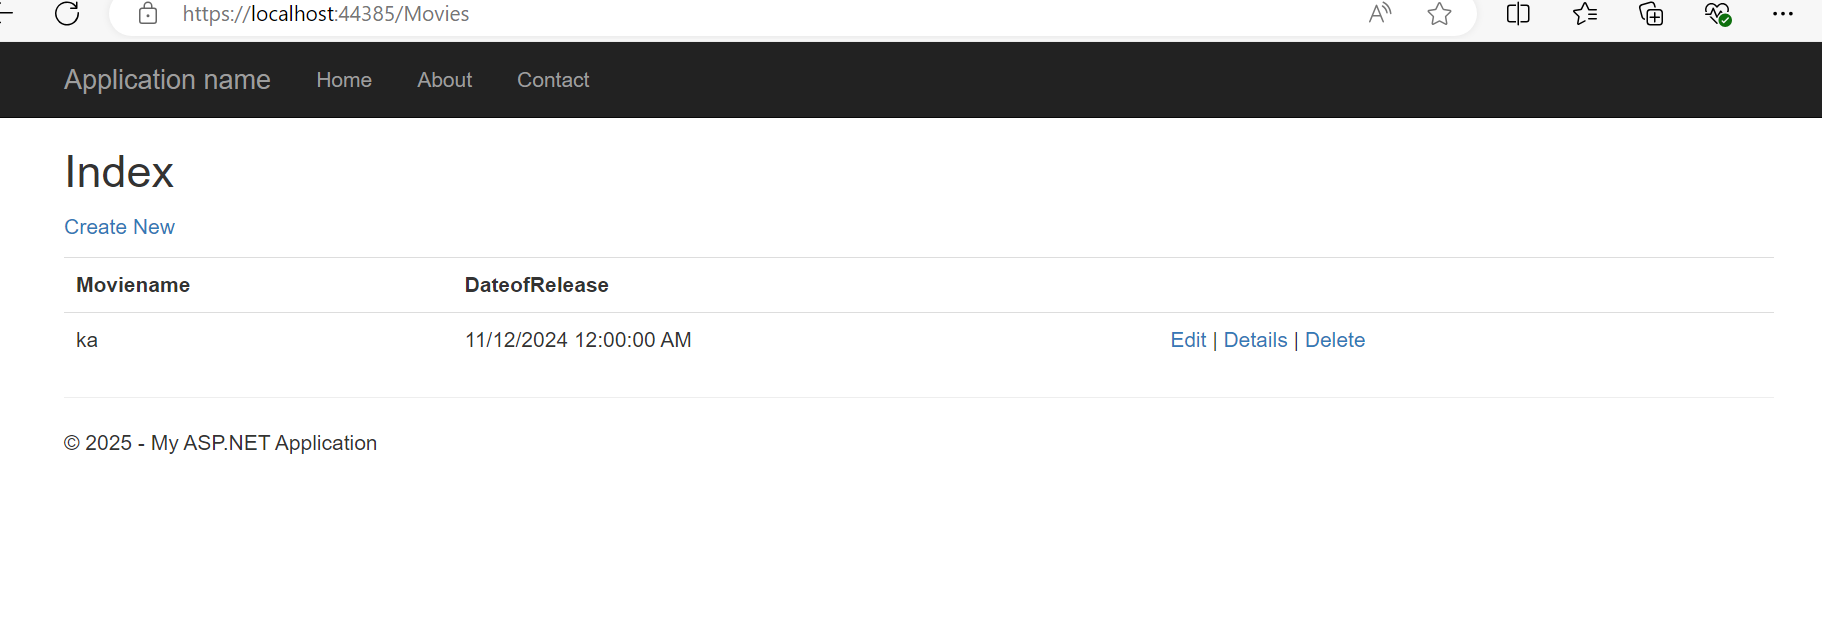 https://localhost:44385/Movies
Application name Home About Contact
Index
Create New
Moviename DateofRelease
ka 11/12/2024 12:00:00 AM Edit | Details | Delete
© 2025 - My ASP.NET Application